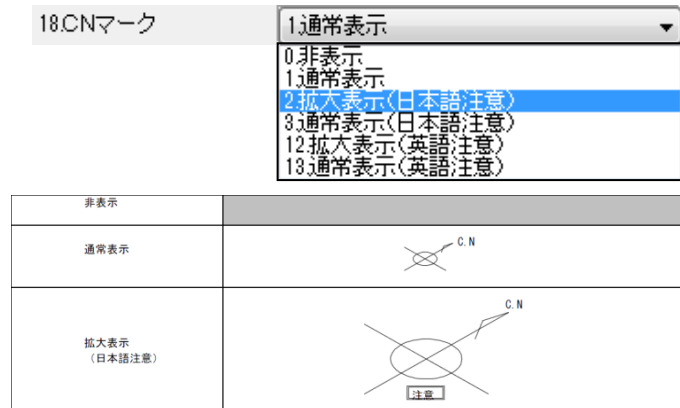 18.CNマーク
1.通常表示
0.非表示
1.通常表示
2.拡大表示(日本語注意)
3.通常表示(日本語注意)
12.拡大表示(英語注意)
13.通常表示(英語注意)
非表示
通常表示
C.N
C.N
拡大表示
(日本語注意)
注意